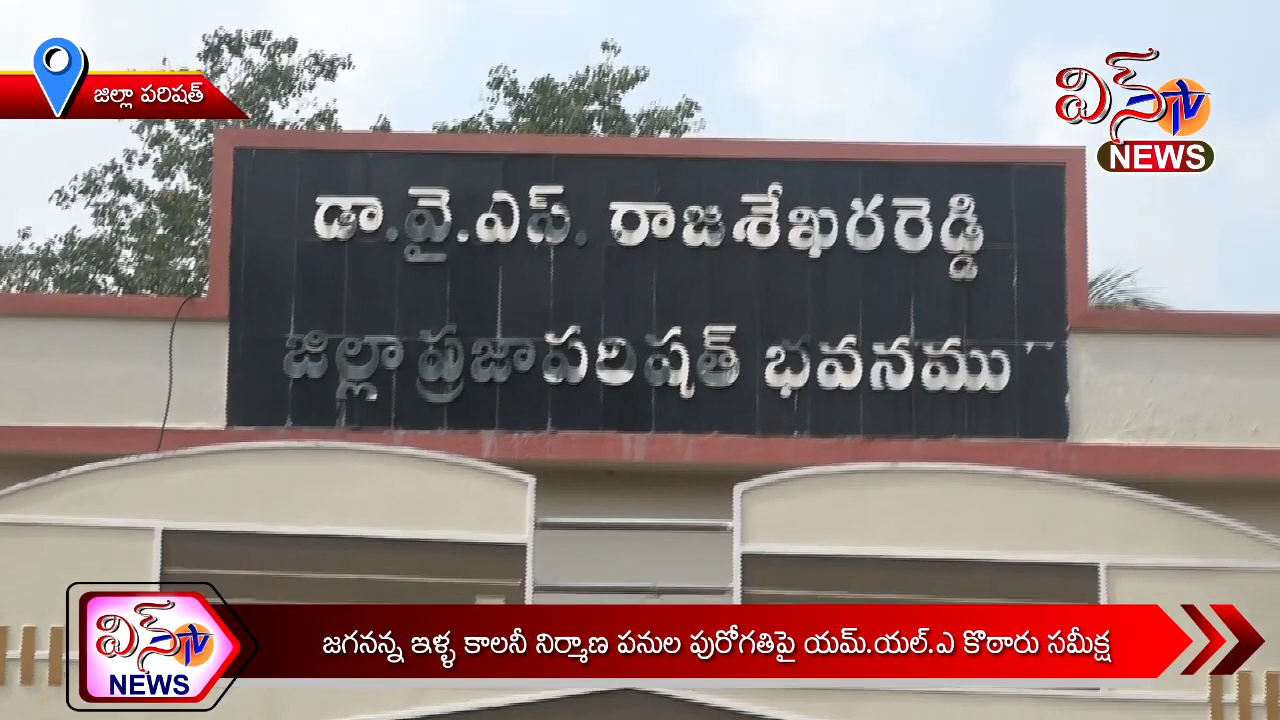 జిల్లా పరిషత్
విన్ TV
NEWS
డా.వై.ఎస్. రాజశేఖరరెడ్డి
జిల్లా ప్రజాపరిషత్ భవనము
విన్ TV
NEWS
జగనన్న ఇళ్ళ కాలనీ నిర్మాణ పనుల పురోగతిపై యమ్.యల్.ఎ కొఠారు సమీక్ష